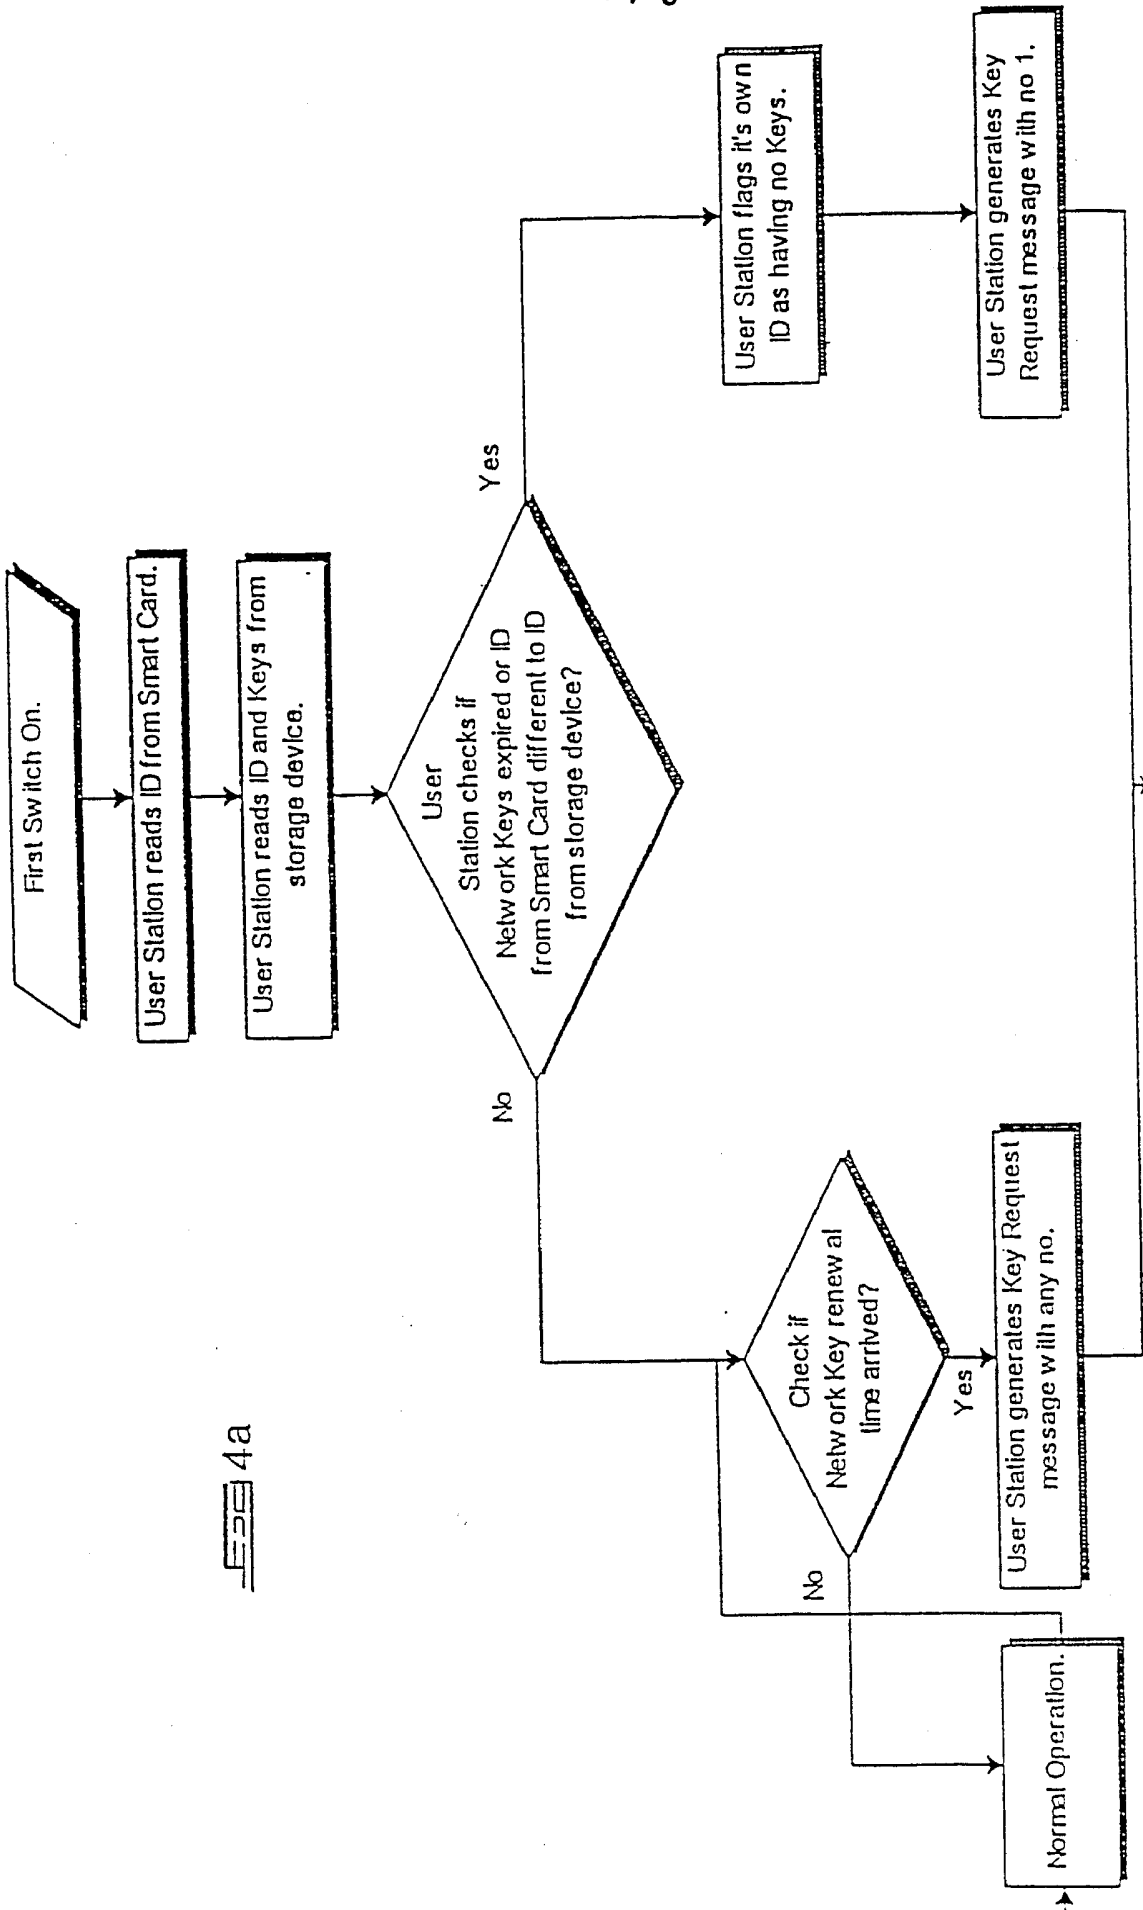 First Switch On.
User Station reads ID from Smart Card.
User Station reads ID and Keys from
storage device.
User
Station checks if
Network Keys expired or ID
from Smart Card different to ID
from storage device?
Yes
No
User Station flags it's own
ID as having no Keys.
User Station generates Key
Request message with no 1.
Check if
Network Key renewal
time arrived?
Yes
No
User Station generates Key Request
message with any no.
Normal Operation.
4a